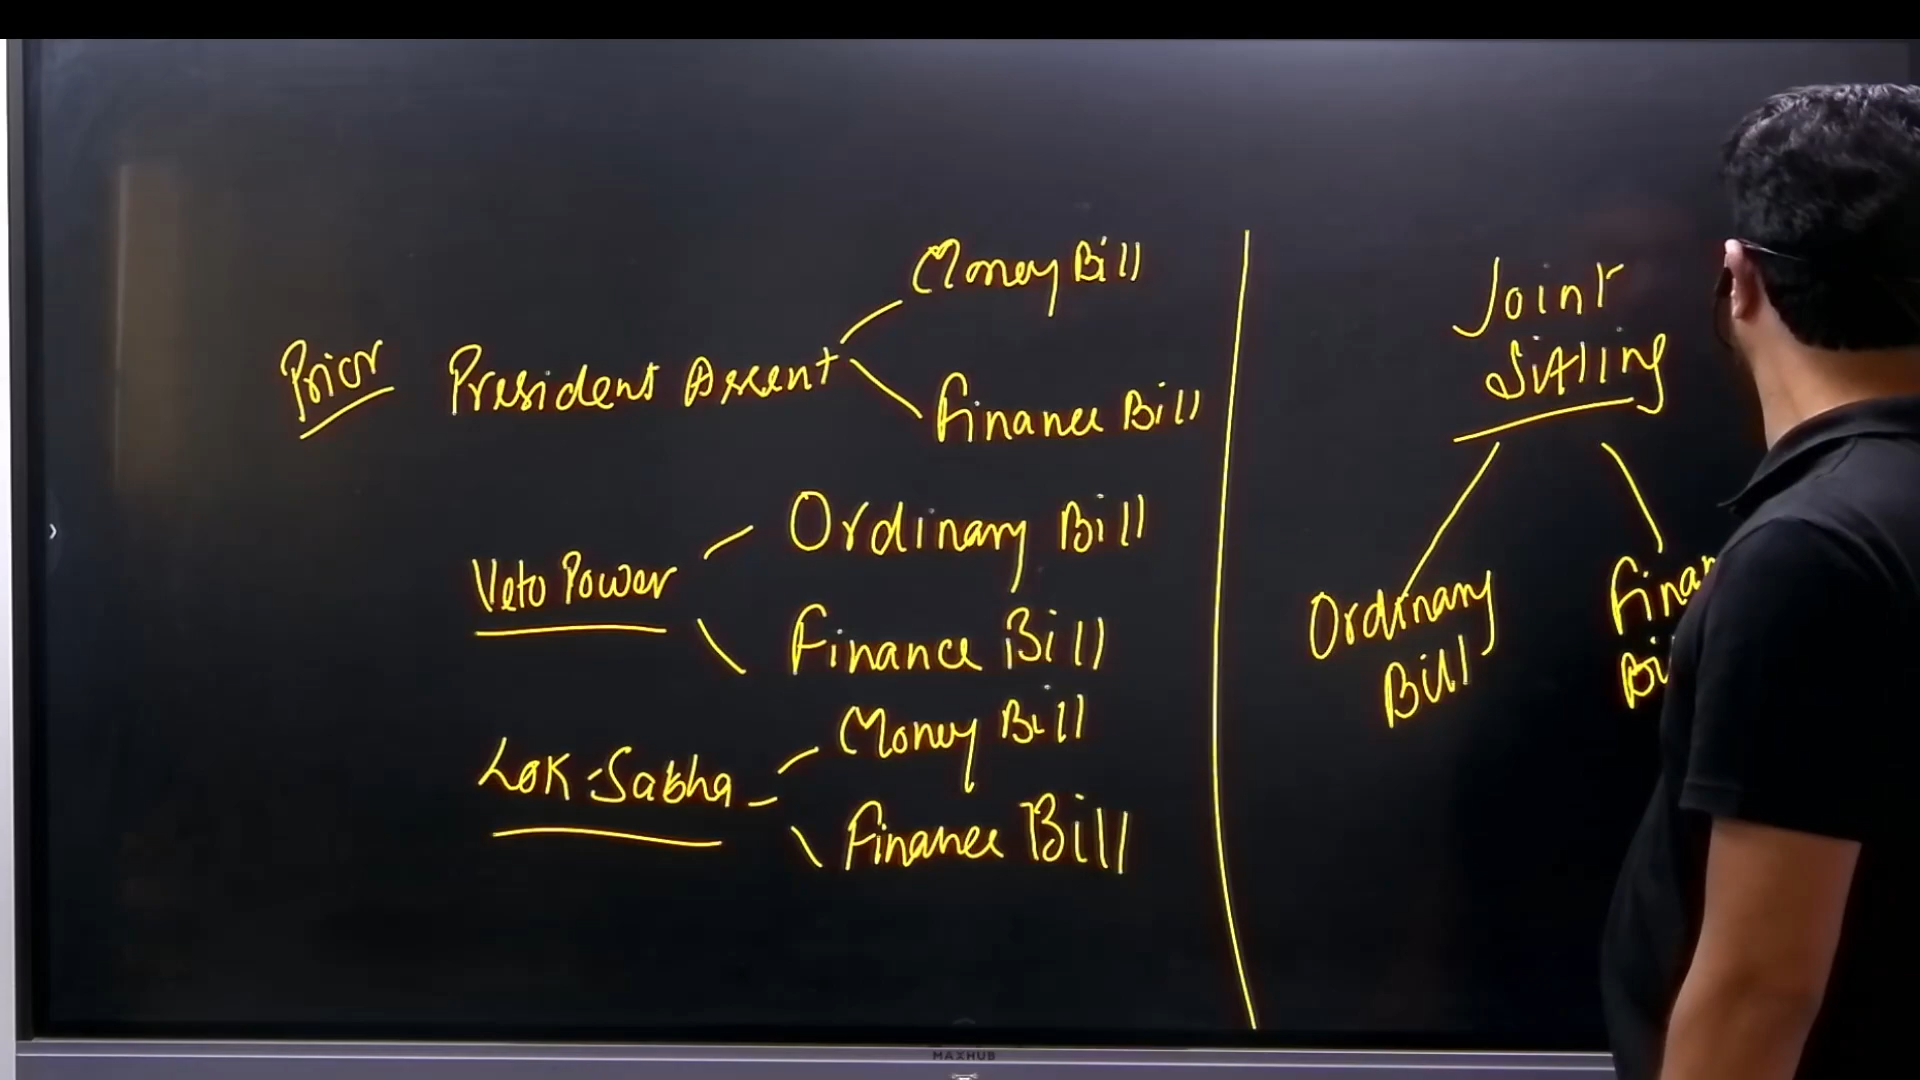 Money Bill
Prior President Assent
Finance Bill
Veto Power
Ordinary Bill
Finance Bill
Lok-Sabha
Money Bill
Finance Bill
Joint
Sitting
Ordinary
Bill
MAXHUB